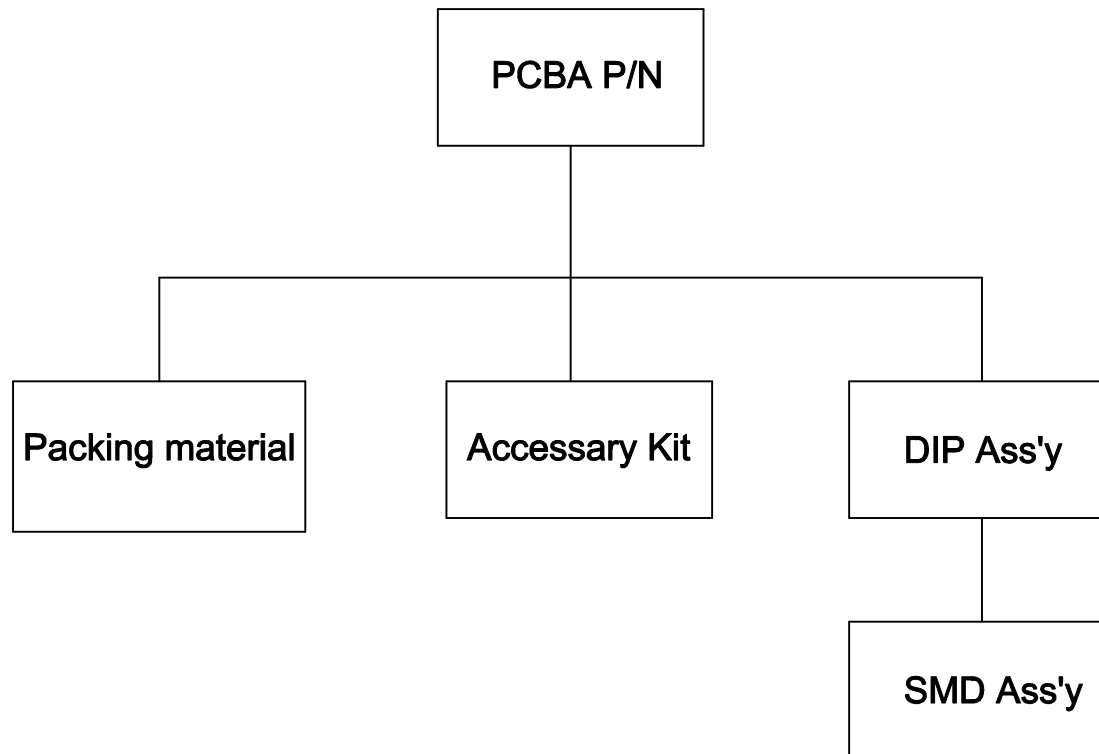 PCBA P/N
Packing material
Accessary Kit
DIP Ass'y
SMD Ass'y